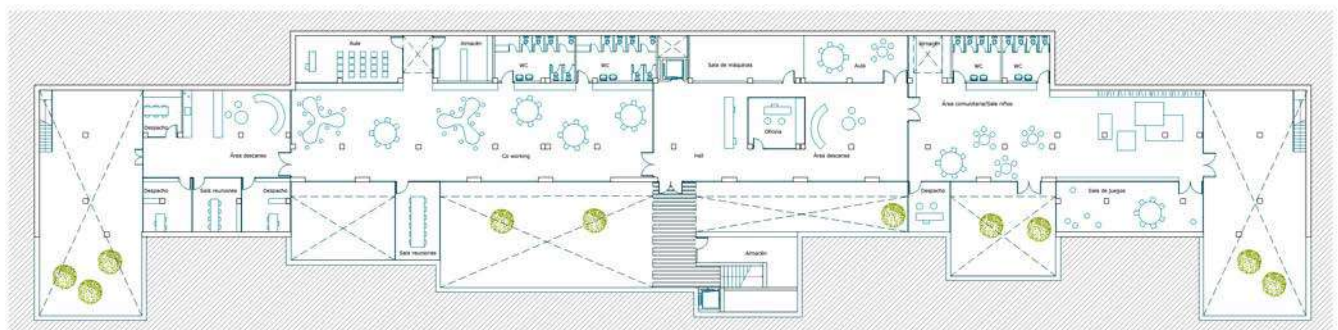 Aula
Almacén
WC
WC
Sala de máquinas
Aula
Almacén
WC
WC
Despacho
Área descanso
Co working
Hall
Oficina
Área descanso
Área comunitaria/Sala niños
Despacho
Sala reuniones
Despacho
Sala reuniones
Almacén
Despacho
Sala de juegos